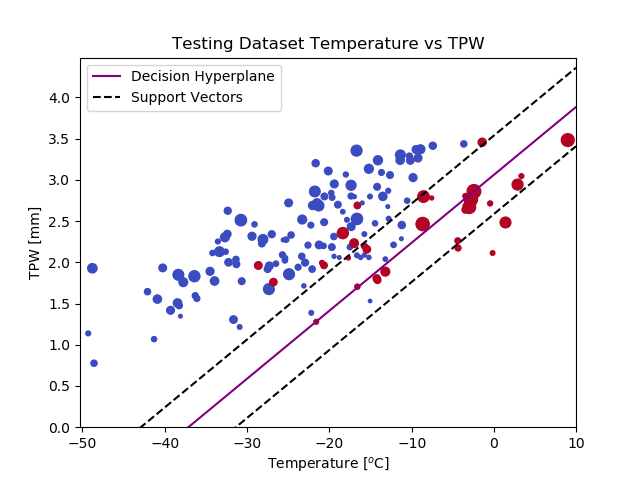 Testing Dataset Temperature vs TPW
Decision Hyperplane
Support Vectors
TPW [mm]
4.0
3.5
3.0
2.5
2.0
1.5
1.0
0.5
0.0
−50 −40 −30 −20 −10 0 10
Temperature [°C]